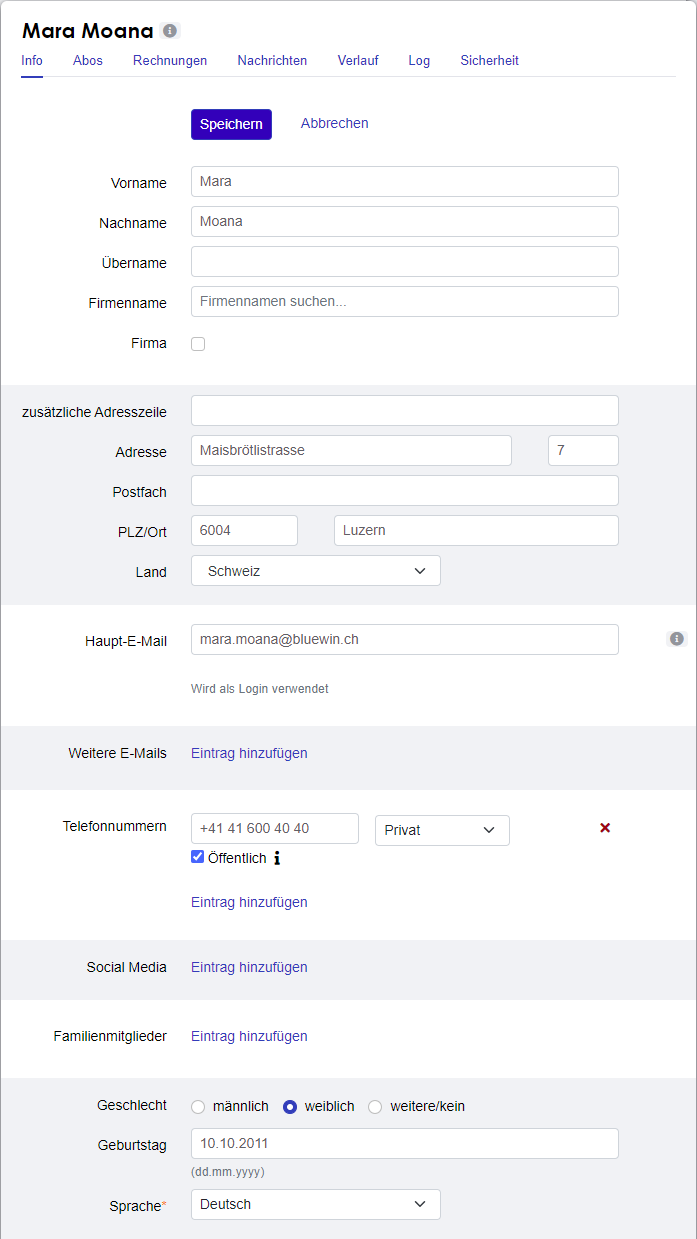 Mara Moana
Info Abos Rechnungen Nachrichten Verlauf Log Sicherheit
Speichern Abbrechen
Vorname Mara
Nachname Moana
Übername
Firmenname Firmennamen suchen...
Firma
zusätzliche Adresszeile
Adresse Maisbrötlistrasse 7
Postfach
PLZ/Ort 6004 Luzern
Land Schweiz
Haupt-E-Mail mara.moana@bluewin.ch
Wird als Login verwendet
Weitere E-Mails Eintrag hinzufügen
Telefonnummern +41 41 600 40 40 Privat
Öffentlich
Eintrag hinzufügen
Social Media Eintrag hinzufügen
Familienmitglieder Eintrag hinzufügen
Geschlecht männlich weiblich weitere/kein
Geburtstag 10.10.2011
(dd.mm.yyyy)
Sprache* Deutsch